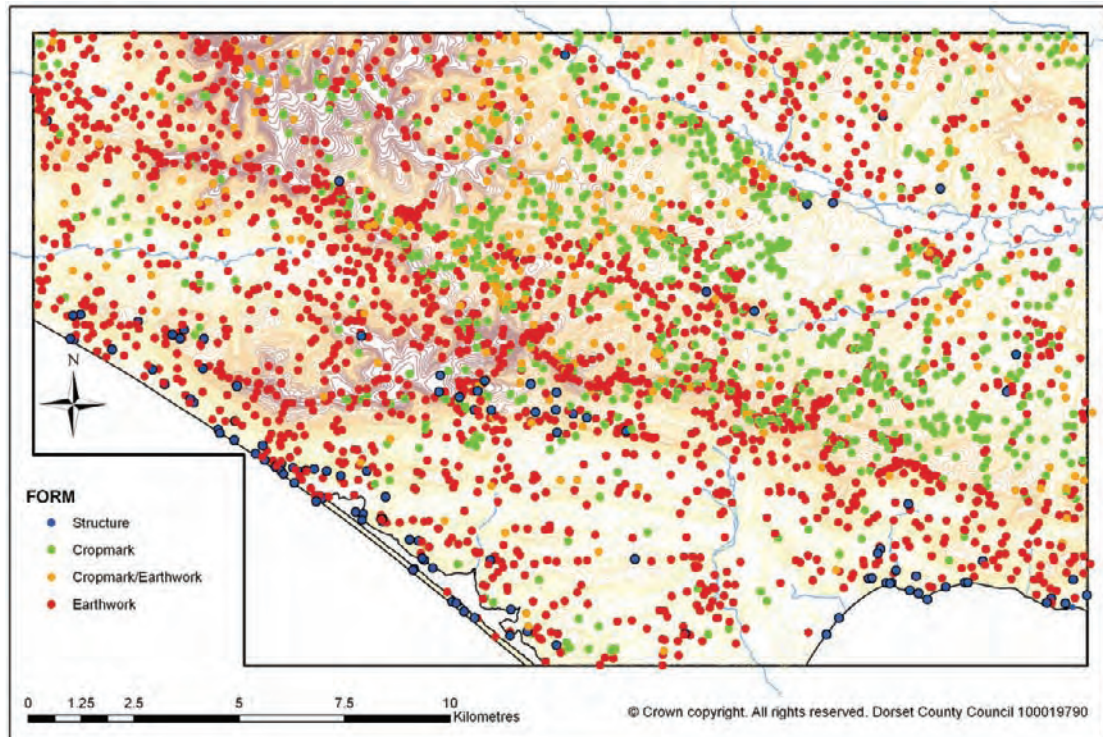 N
FORM
Structure
Cropmark
Cropmark/Earthwork
Earthwork
0 1.25 2.5 5 7.5 10
Kilometres
© Crown copyright. All rights reserved. Dorset County Council 100019790